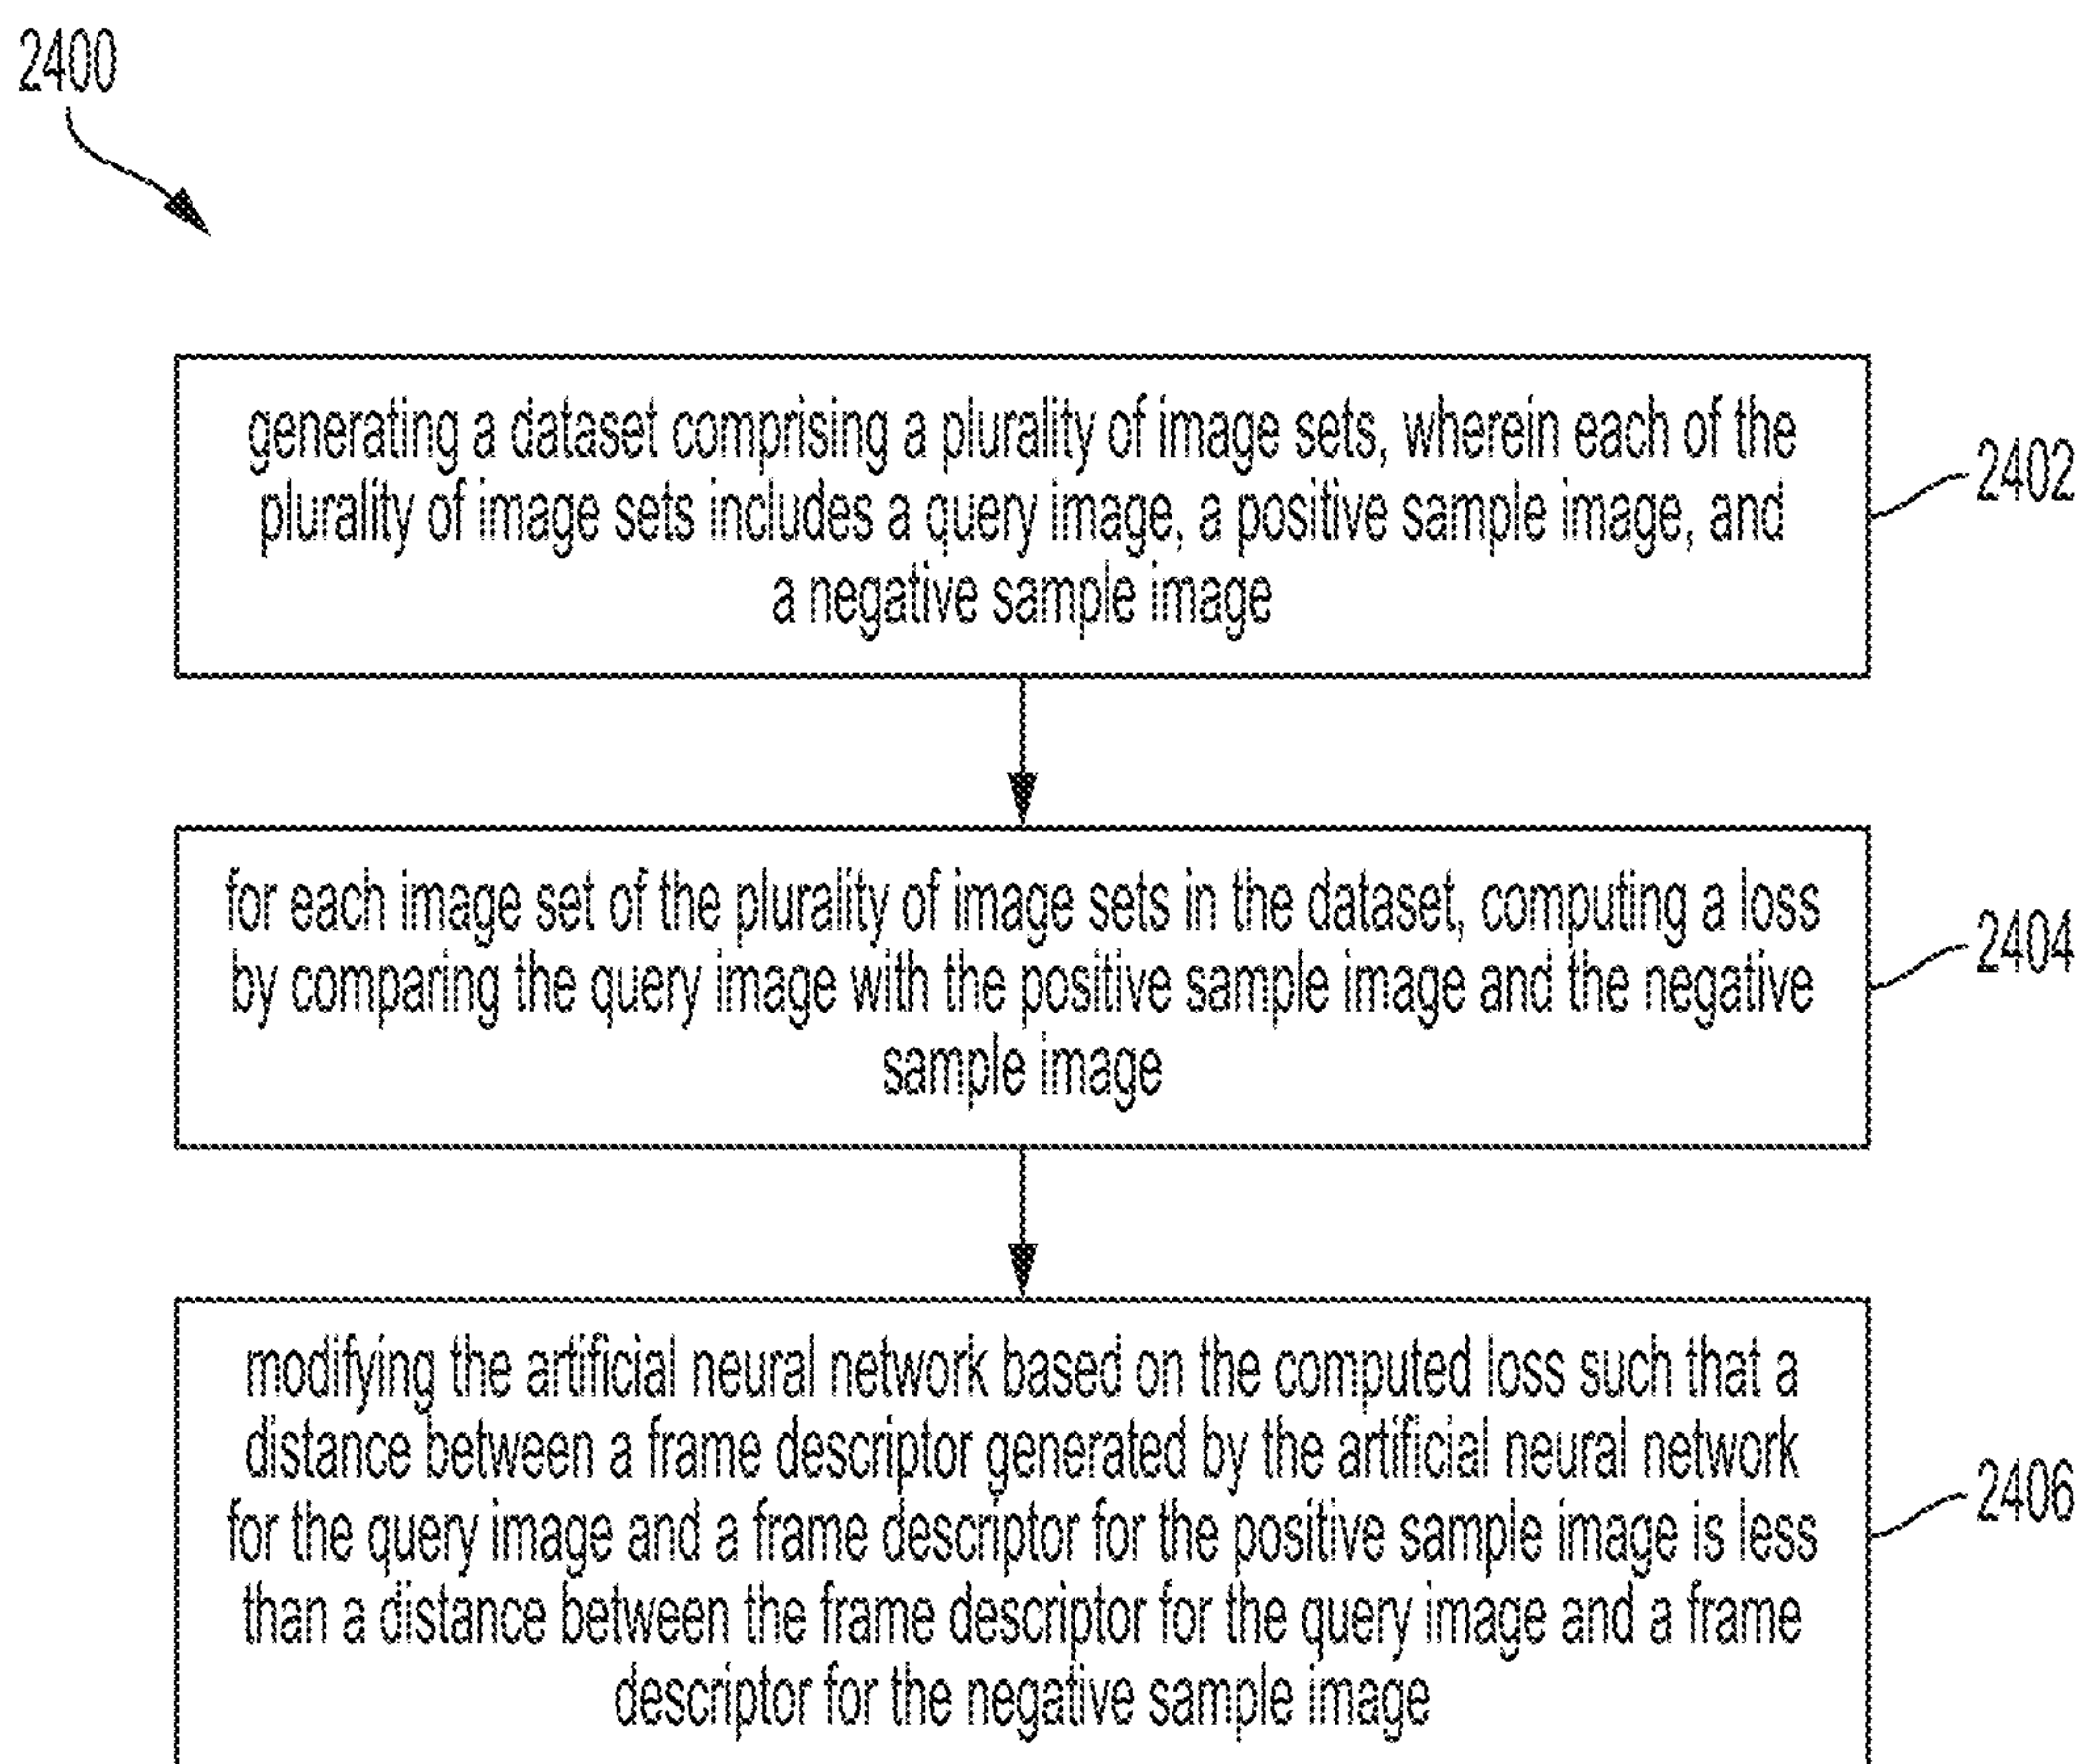 2400
generating a dataset comprising a plurality of image sets, wherein each of the
plurality of image sets includes a query image, a positive sample image, and
a negative sample image
2402
for each image set of the plurality of image sets in the dataset, computing a loss
by comparing the query image with the positive sample image and the negative
sample image
2404
modifying the artificial neural network based on the computed loss such that a
distance between a frame descriptor generated by the artificial neural network
for the query image and a frame descriptor for the positive sample image is less
than a distance between the frame descriptor for the query image and a frame
descriptor for the negative sample image
2406